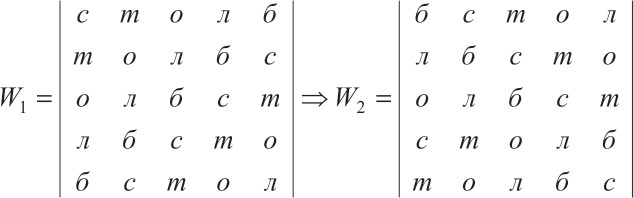 с т о л б б с т о л
т о л б с л б с т о
W₁ = о л б с т ⇒ W₂ = о л б с т
л б с т о с т о л б
б с т о л т о л б с